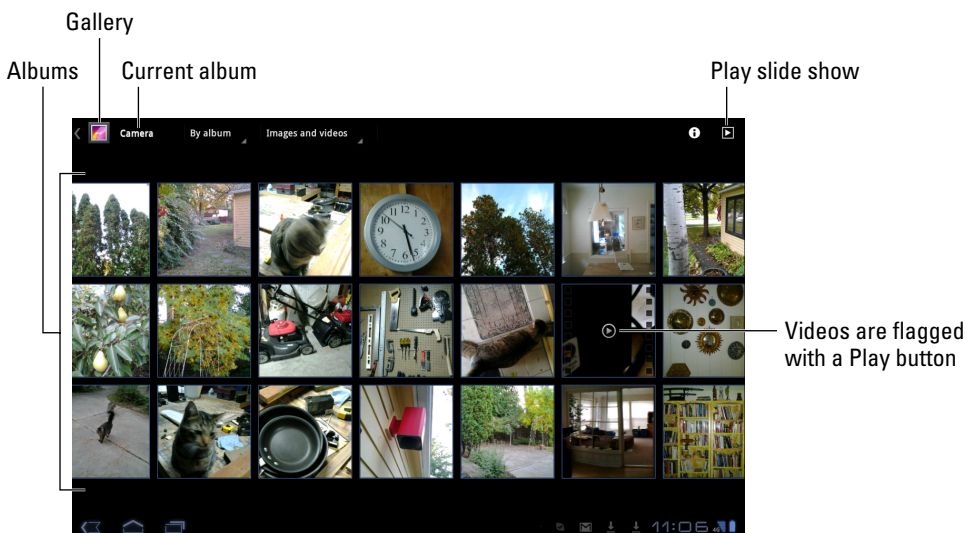 Gallery
Albums
Current album
Play slide show
Camera
By album
Images and videos
Videos are flagged
with a Play button
11:06
4G